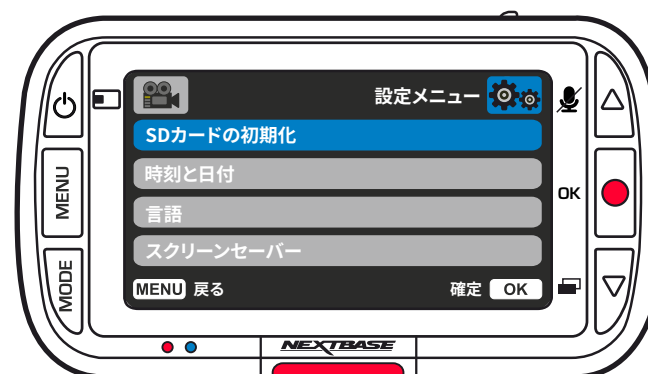 設定メニュー
SDカードの初期化
MENU
時刻と日付
OK
言語
スクリーンセーバー
MODE
MENU 戻る
確定 OK
NEXTBASE